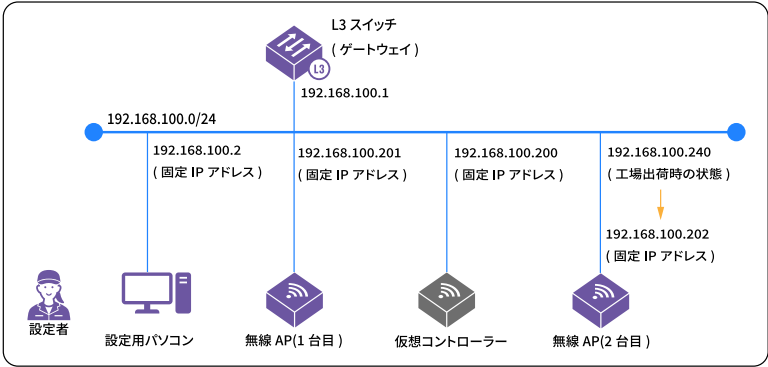 L3 スイッチ
( ゲートウェイ )
L3
192.168.100.1
192.168.100.0/24
192.168.100.2
( 固定 IP アドレス )
192.168.100.201
( 固定 IP アドレス )
192.168.100.200
( 固定 IP アドレス )
192.168.100.240
( 工場出荷時の状態 )
192.168.100.202
( 固定 IP アドレス )
設定者
設定用パソコン
無線 AP(1 台目 )
仮想コントローラー
無線 AP(2 台目 )